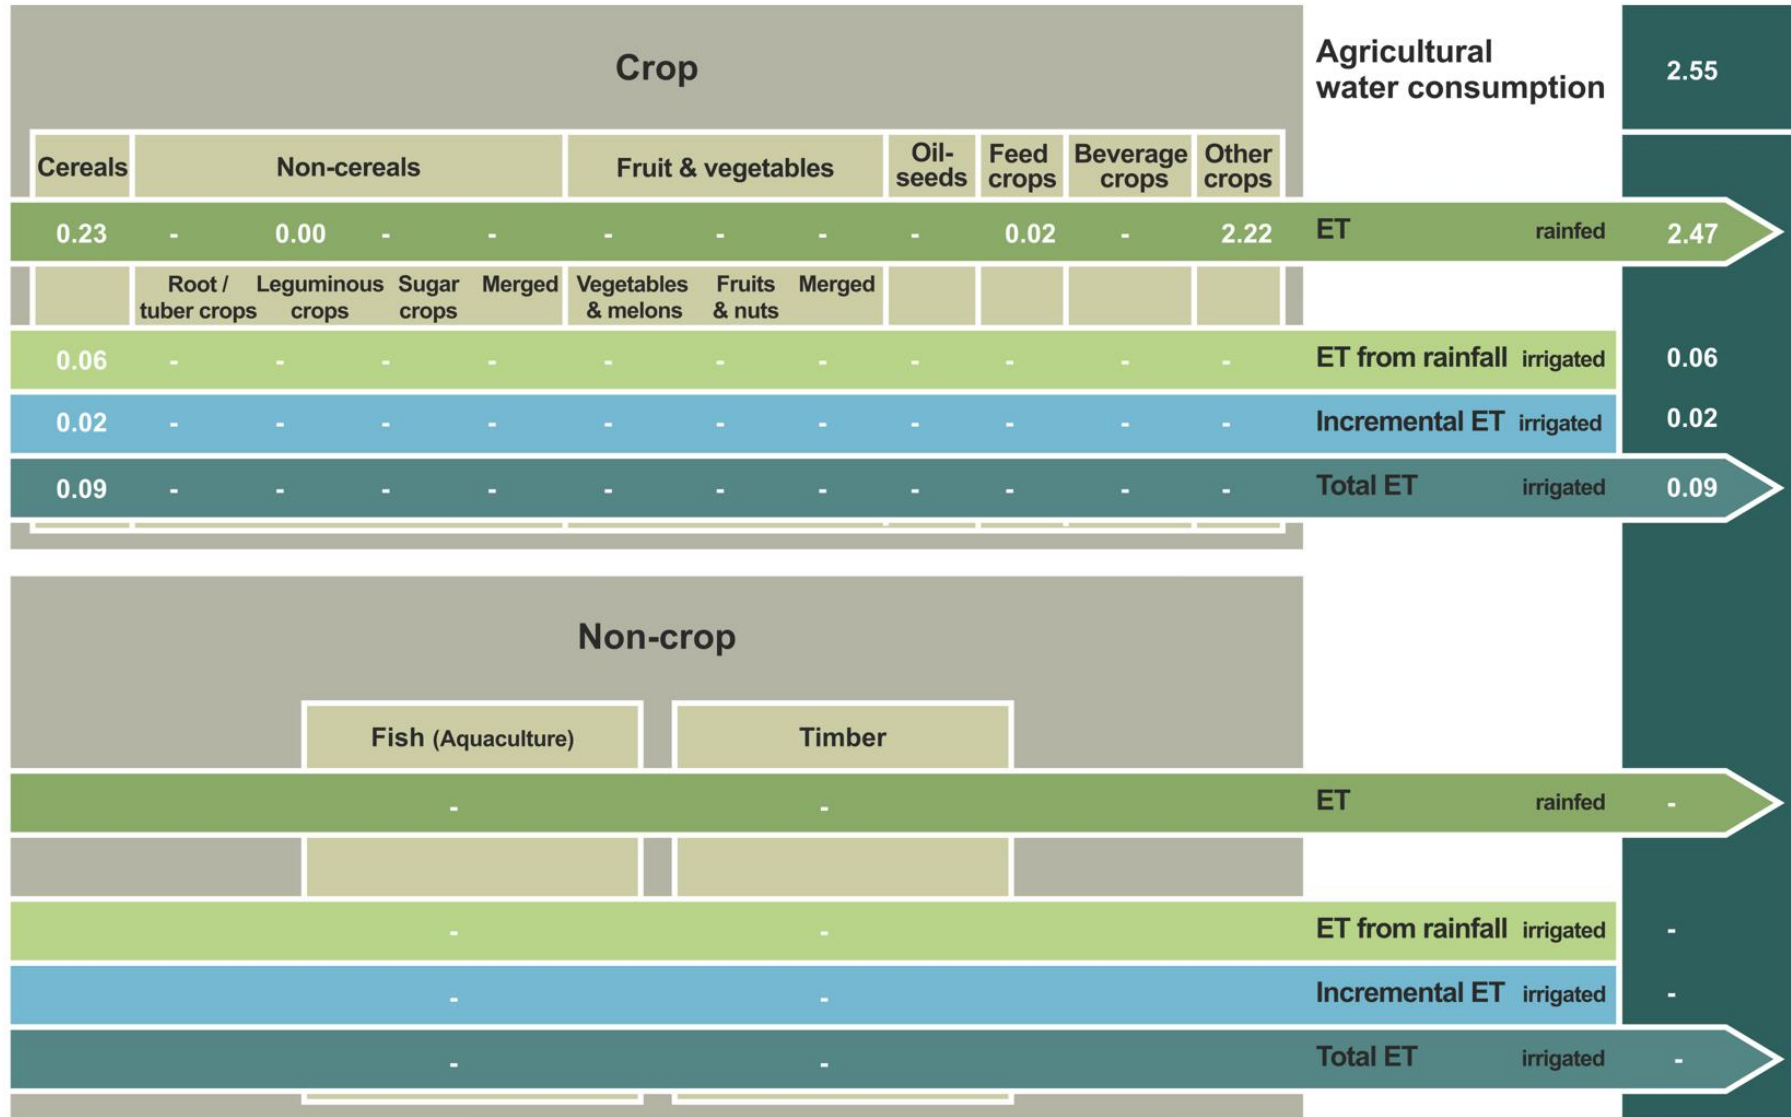 Crop
Agricultural
water consumption
2.55
Cereals Non-cereals Fruit & vegetables Oil-
seeds Feed
crops Beverage
crops Other
crops
0.23 - 0.00 - - - - - - 0.02 - 2.22 ET rainfed 2.47
Root /
tuber crops Leguminous
crops Sugar
crops Merged Vegetables
& melons Fruits
& nuts Merged
0.06 - - - - - - - - - - - ET from rainfall irrigated 0.06
0.02 - - - - - - - - - - - Incremental ET irrigated 0.02
0.09 - - - - - - - - - - - Total ET irrigated 0.09
Non-crop
Fish (Aquaculture) Timber
- - ET rainfed -
- - ET from rainfall irrigated -
- - Incremental ET irrigated -
- - Total ET irrigated -